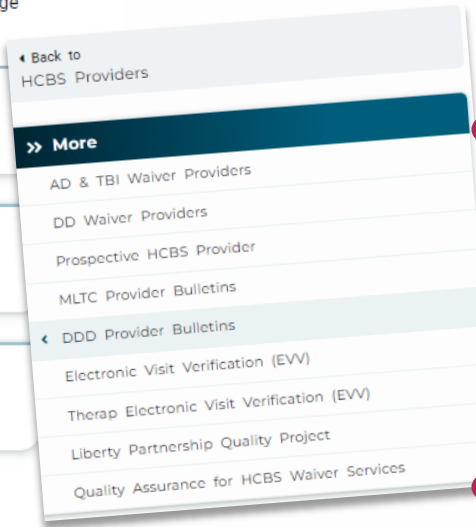 ge
Back to
HCBS Providers
» More
AD & TBI Waiver Providers
DD Waiver Providers
Prospective HCBS Provider
MLTC Provider Bulletins
DDD Provider Bulletins
Electronic Visit Verification (EVV)
Therap Electronic Visit Verification (EVV)
Liberty Partnership Quality Project
Quality Assurance for HCBS Waiver Services